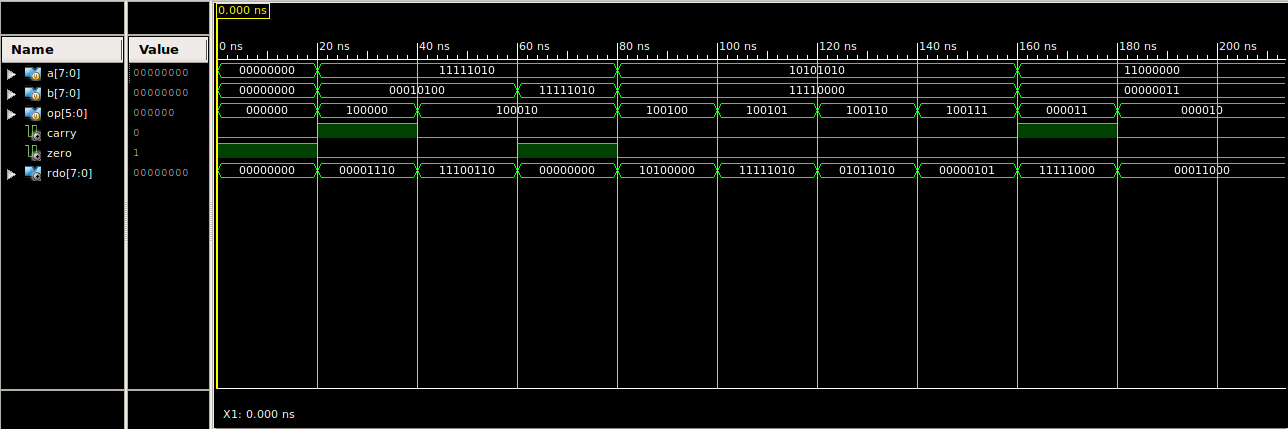 0.000 ns
0 ns 20 ns 40 ns 60 ns 80 ns 100 ns 120 ns 140 ns 160 ns 180 ns 200 ns
Name Value
a[7:0] 00000000 00000000 11111010 10101010 11000000
b[7:0] 00000000 00000000 00010100 11111010 11110000 00000011
op[5:0] 000000 000000 100000 100010 100100 100101 100110 100111 000011 000010
carry 0
zero 1
rdo[7:0] 00000000 00000000 00001110 11100110 00000000 10100000 11111010 01011010 00000101 11111000 00011000
X1: 0.000 ns